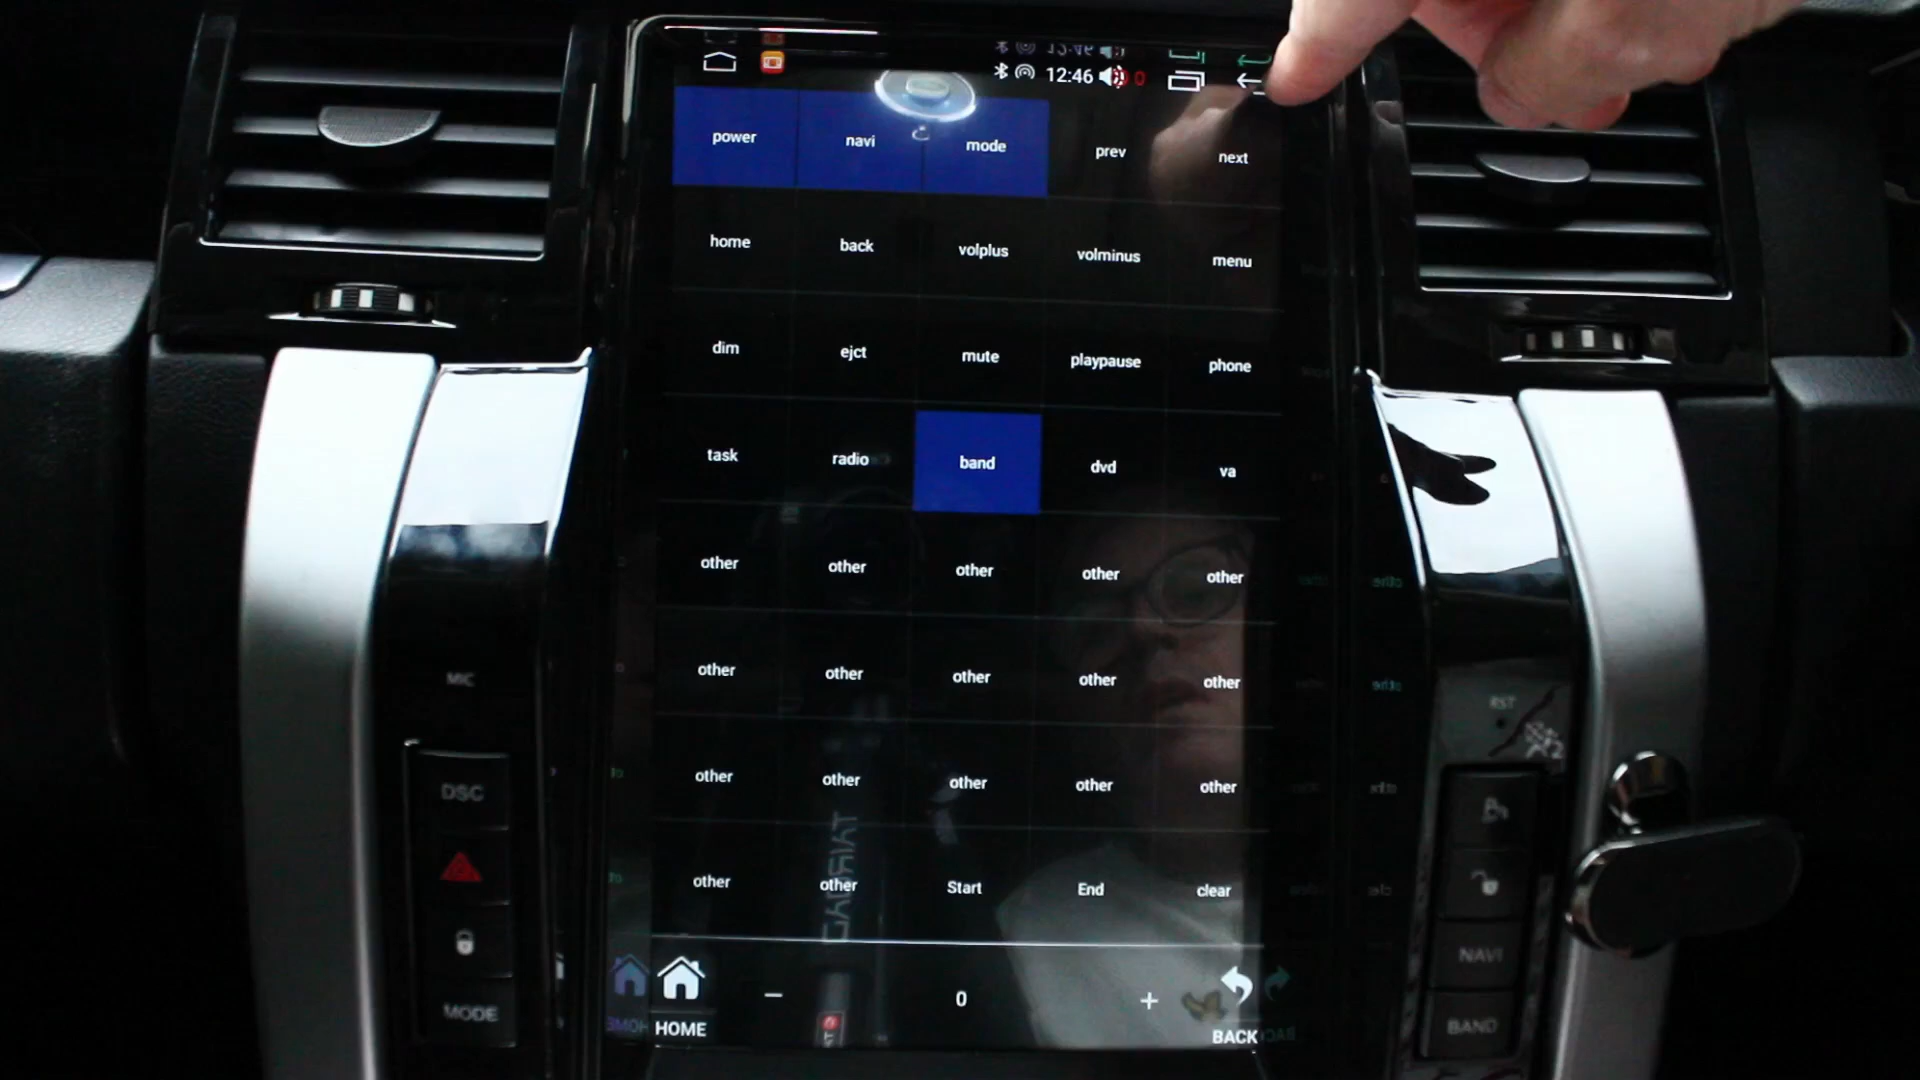 12:46 0
power navi mode prev next
home back volplus volminus menu
dim ejct mute playpause phone
task radio band dvd va
other other other other other
other other other other other
other other other other other
other other Start End clear
HOME − 0 + BACK
MIC
DSC
MODE
RST
NAVI
BAND